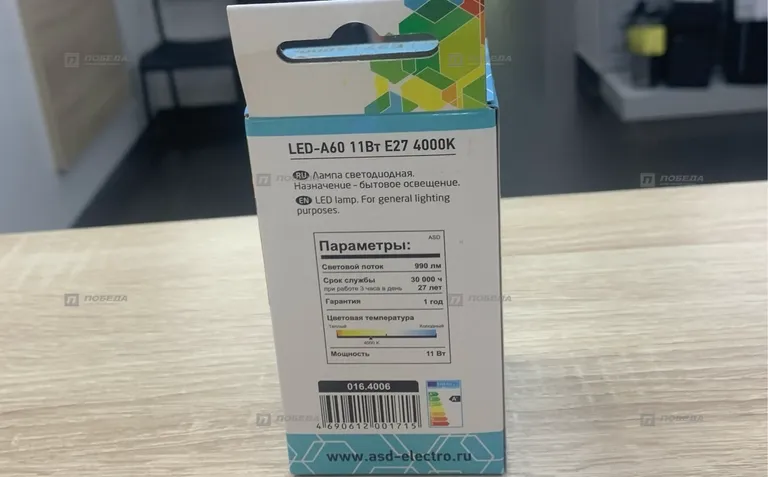 LED-A60 11Вт E27 4000K
RU Лампа светодиодная.
Назначение - бытовое освещение.
EN LED lamp. For general lighting
purposes.
ASD
Параметры:
Световой поток 990 лм
Срок службы 30 000 ч
при работе 3 часа в день 27 лет
Гарантия 1 год
Цветовая температура
Теплый Холодный
4000 К
Мощность 11 Вт
016.4006
4 690612 001715
www.asd-electro.ru
ПОБЕДА
ПОБЕДА
ПОБЕДА
ПОБЕДА
ПОБЕДА
ПОБЕДА
ПОБЕДА
ПОБЕДА